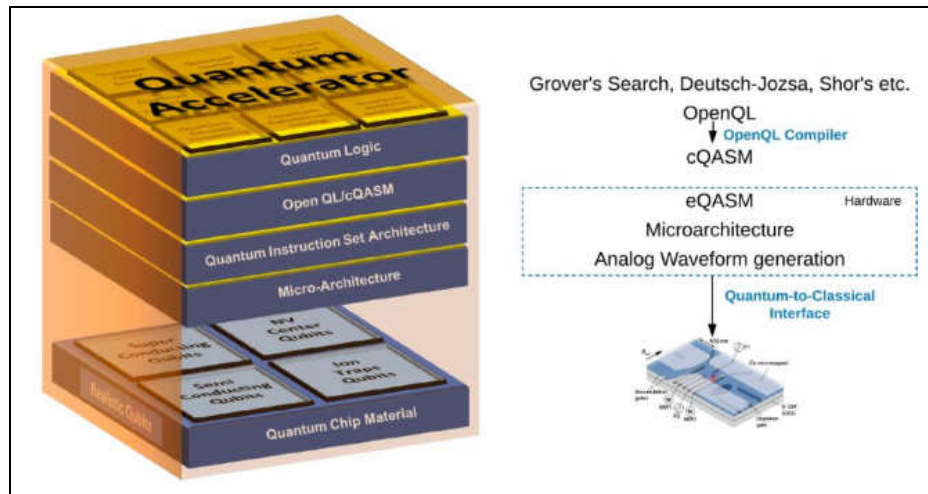 Quantum
Accelerator
Quantum Logic
Open QL/cQASM
Quantum Instruction Set Architecture
Micro-Architecture
NV
Center
Qubits
Super
Conducting
Qubits
Ion
Traps
Qubits
Semi
Conducting
Qubits
Realistic Qubits
Quantum Chip Material
Grover's Search, Deutsch-Jozsa, Shor's etc.
OpenQL
OpenQL Compiler
cQASM
eQASM
Hardware
Microarchitecture
Analog Waveform generation
Quantum-to-Classical
Interface